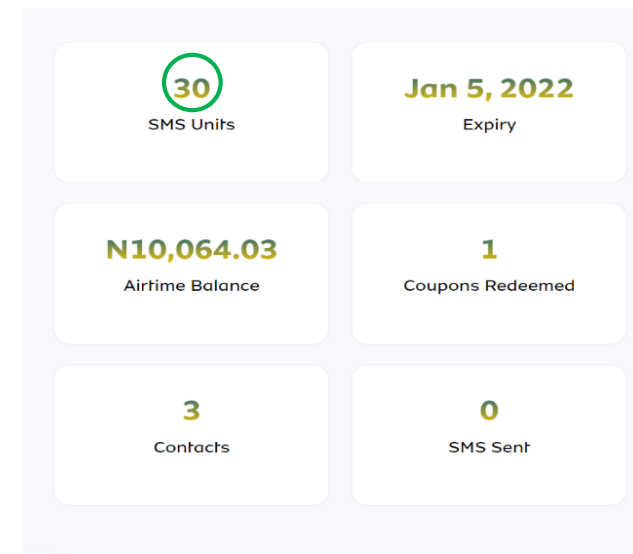 30
SMS Units
Jan 5, 2022
Expiry
N10,064.03
Airtime Balance
1
Coupons Redeemed
3
Contacts
0
SMS Sent